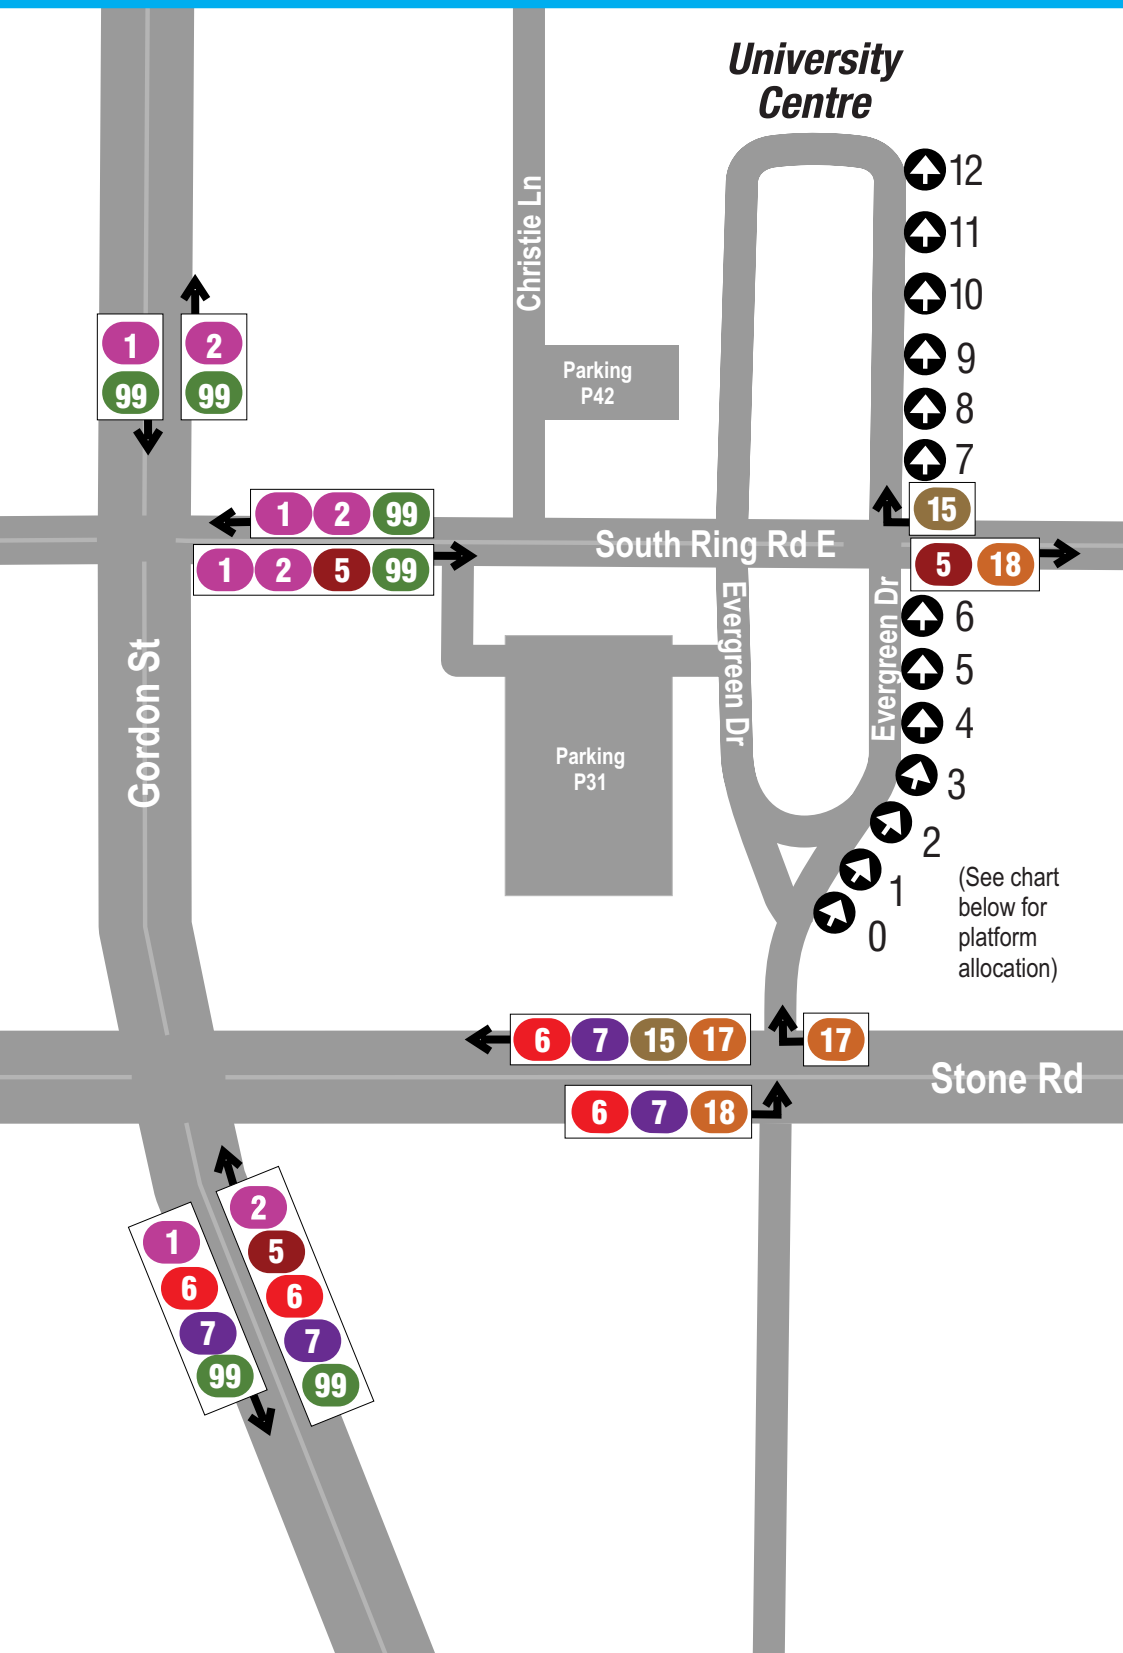 University
Centre
12
11
10
9
8
7
Christie Ln
1
99
2
99
Parking
P42
1 2 99
1 2 5 99
South Ring Rd E
15
5 18
6
5
4
3
2
1
0
Evergreen Dr
Evergreen Dr
Gordon St
Parking
P31
(See chart
below for
platform
allocation)
6 7 15 17
17
Stone Rd
6 7 18
1
6
7
99
2
5
6
7
99